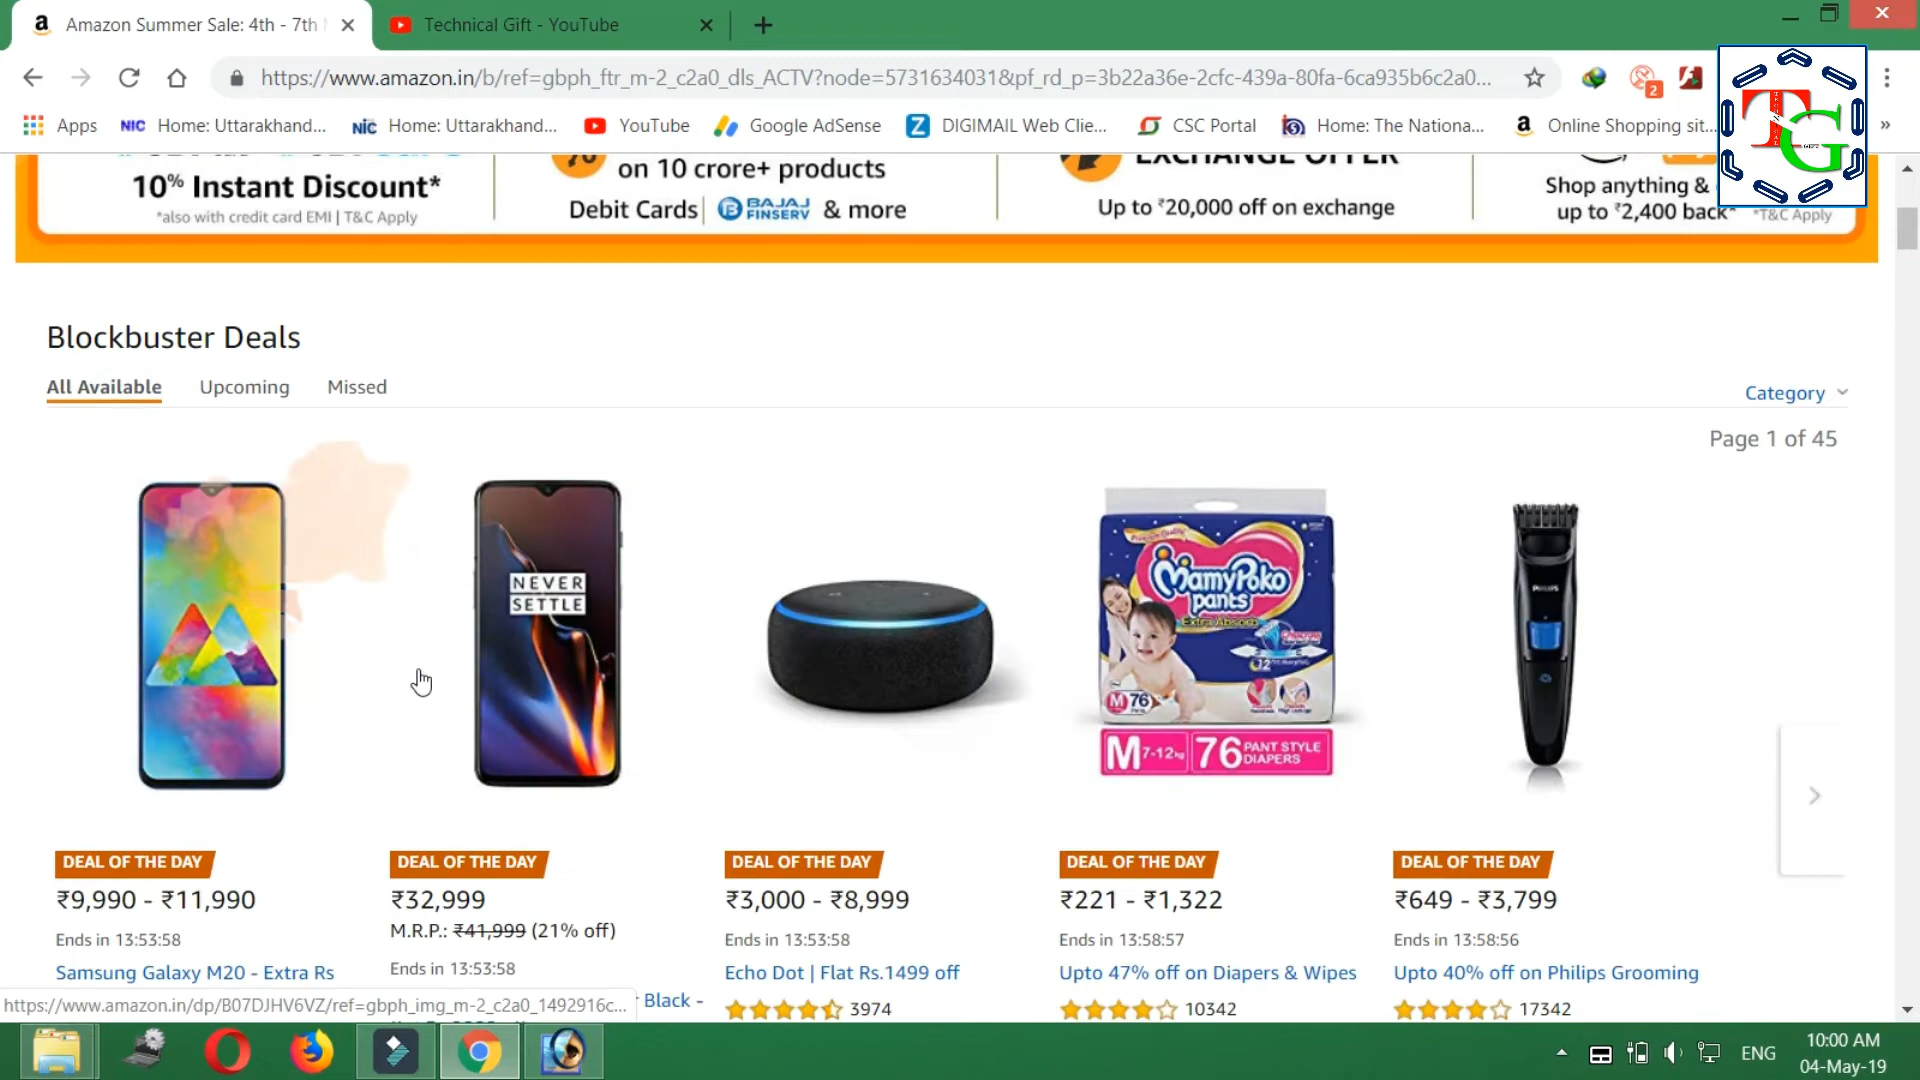 Amazon Summer Sale: 4th - 7th
Technical Gift - YouTube
https://www.amazon.in/b/ref=gbph_ftr_m-2_c2a0_dls_ACTV?node=5731634031&pf_rd_p=3b22a36e-2cfc-439a-80fa-6ca935b6c2a0...
2
Apps
NIC Home: Uttarakhand...
NIC Home: Uttarakhand...
YouTube
Google AdSense
Z DIGIMAIL Web Clie...
CSC Portal
Home: The Nationa...
a Online Shopping sit...
»
TG
10% Instant Discount*
*also with credit card EMI | T&C Apply
on 10 crore+ products
Debit Cards | BAJAJ FINSERV & more
EXCHANGE OFFER
Up to ₹20,000 off on exchange
Shop anything &
up to ₹2,400 back* *T&C Apply
Blockbuster Deals
All Available
Upcoming
Missed
Category
Page 1 of 45
NEVER
SETTLE
MamyPoko
pants
Extra Absorb
12
M 76
M 7-12kg 76 PANT STYLE DIAPERS
PHILIPS
DEAL OF THE DAY
₹9,990 - ₹11,990
Ends in 13:53:58
Samsung Galaxy M20 - Extra Rs
DEAL OF THE DAY
₹32,999
M.R.P.: ₹41,999 (21% off)
Ends in 13:53:58
Black -
DEAL OF THE DAY
₹3,000 - ₹8,999
Ends in 13:53:58
Echo Dot | Flat Rs.1499 off
3974
DEAL OF THE DAY
₹221 - ₹1,322
Ends in 13:58:57
Upto 47% off on Diapers & Wipes
10342
DEAL OF THE DAY
₹649 - ₹3,799
Ends in 13:58:56
Upto 40% off on Philips Grooming
17342
https://www.amazon.in/dp/B07DJHV6VZ/ref=gbph_img_m-2_c2a0_1492916c...
ENG
10:00 AM
04-May-19